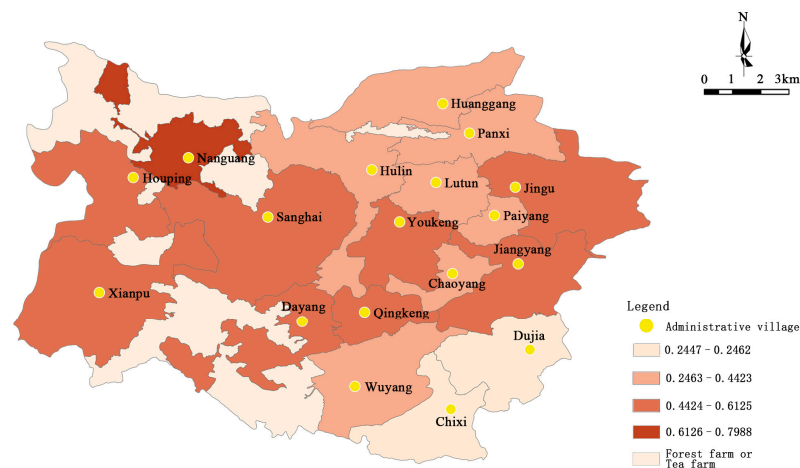 N
0 1 2 3km
Huanggang
Panxi
Nanguang
Hulin
Houping
Lutun
Jingu
Sanghai
Youkeng
Paiyang
Jiangyang
Chaoyang
Xianpu
Dayang
Qingkeng
Dujia
Wuyang
Chixi
Legend
Administrative village
0.2447-0.2462
0.2463-0.4423
0.4424-0.6125
0.6126-0.7988
Forest farm or
Tea farm